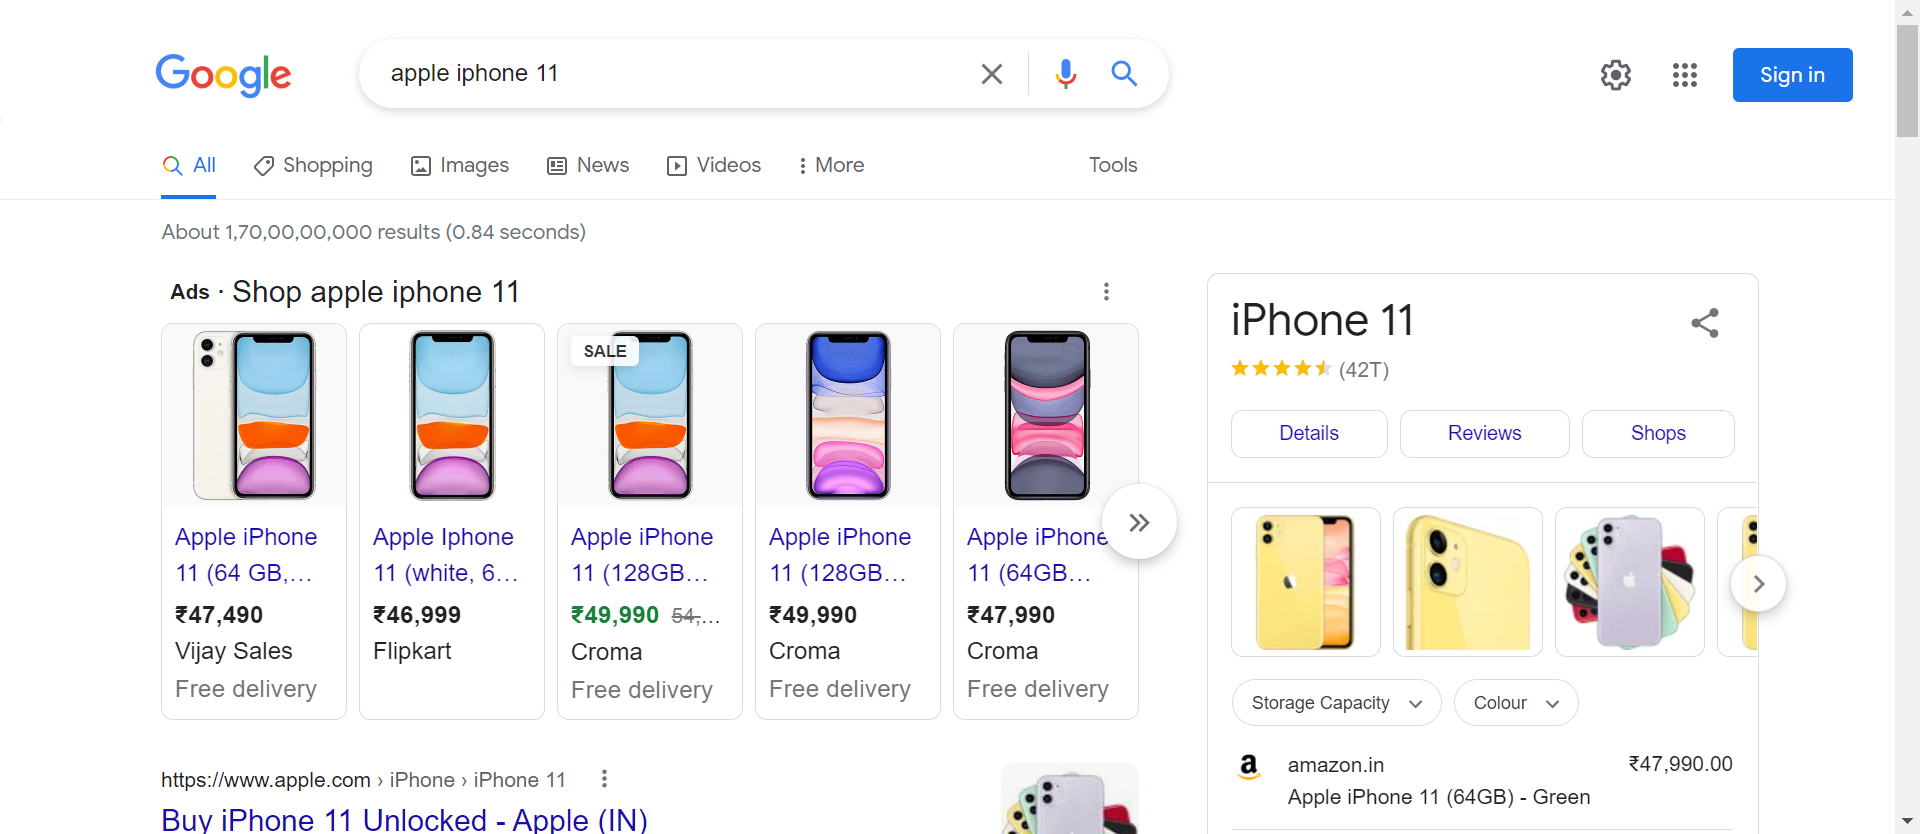 Google
apple iphone 11
Sign in
All
Shopping
Images
News
Videos
More
Tools
About 1,70,00,00,000 results (0.84 seconds)
Ads · Shop apple iphone 11
SALE
Apple iPhone
11 (64 GB,...
₹47,490
Vijay Sales
Free delivery
Apple Iphone
11 (white, 6...
₹46,999
Flipkart
Apple iPhone
11 (128GB...
₹49,990 54,...
Croma
Free delivery
Apple iPhone
11 (128GB...
₹49,990
Croma
Free delivery
Apple iPhone
11 (64GB...
₹47,990
Croma
Free delivery
https://www.apple.com › iPhone › iPhone 11
Buy iPhone 11 Unlocked - Apple (IN)
iPhone 11
(42T)
Details
Reviews
Shops
Storage Capacity
Colour
a
amazon.in
₹47,990.00
Apple iPhone 11 (64GB) - Green